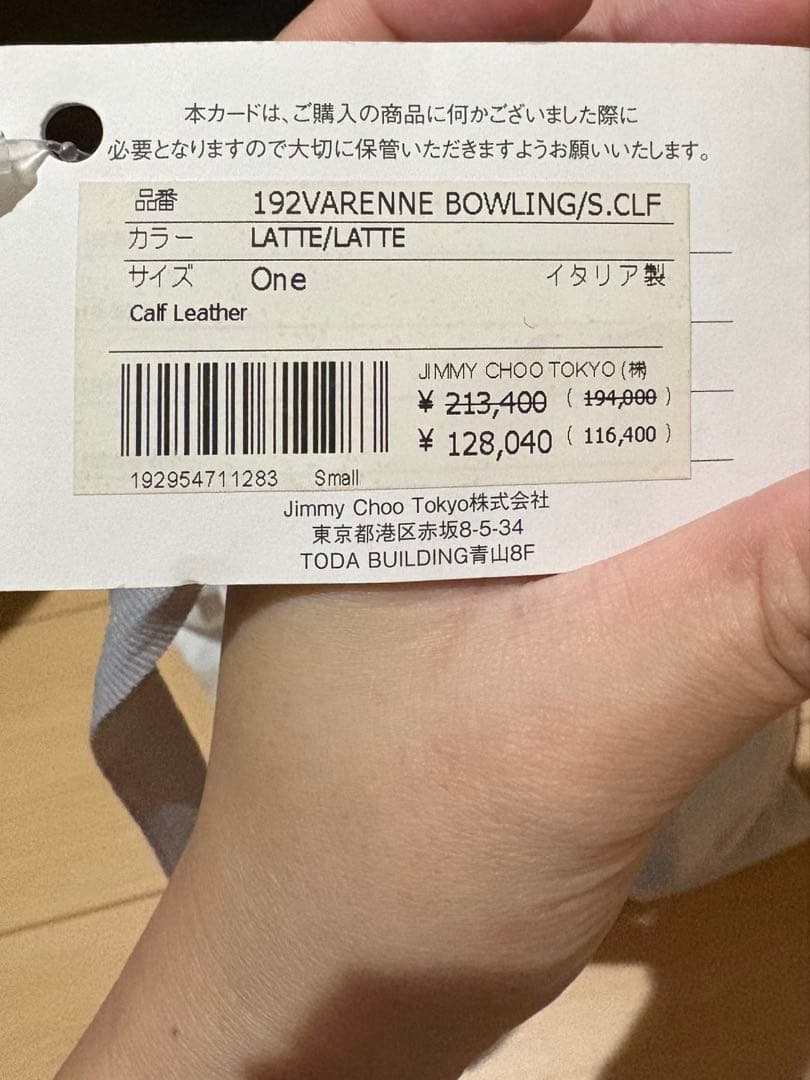 本カードは、ご購入の商品に何かございました際に
必要となりますので大切に保管いただきますようお願いいたします。
品番 192VARENNE BOWLING/S.CLF
カラー LATTE/LATTE
サイズ One イタリア製
Calf Leather
JIMMY CHOO TOKYO (株)
¥ 213,400 ( 194,000 )
¥ 128,040 ( 116,400 )
192954711283 Small
Jimmy Choo Tokyo株式会社
東京都港区赤坂8-5-34
TODA BUILDING青山8F